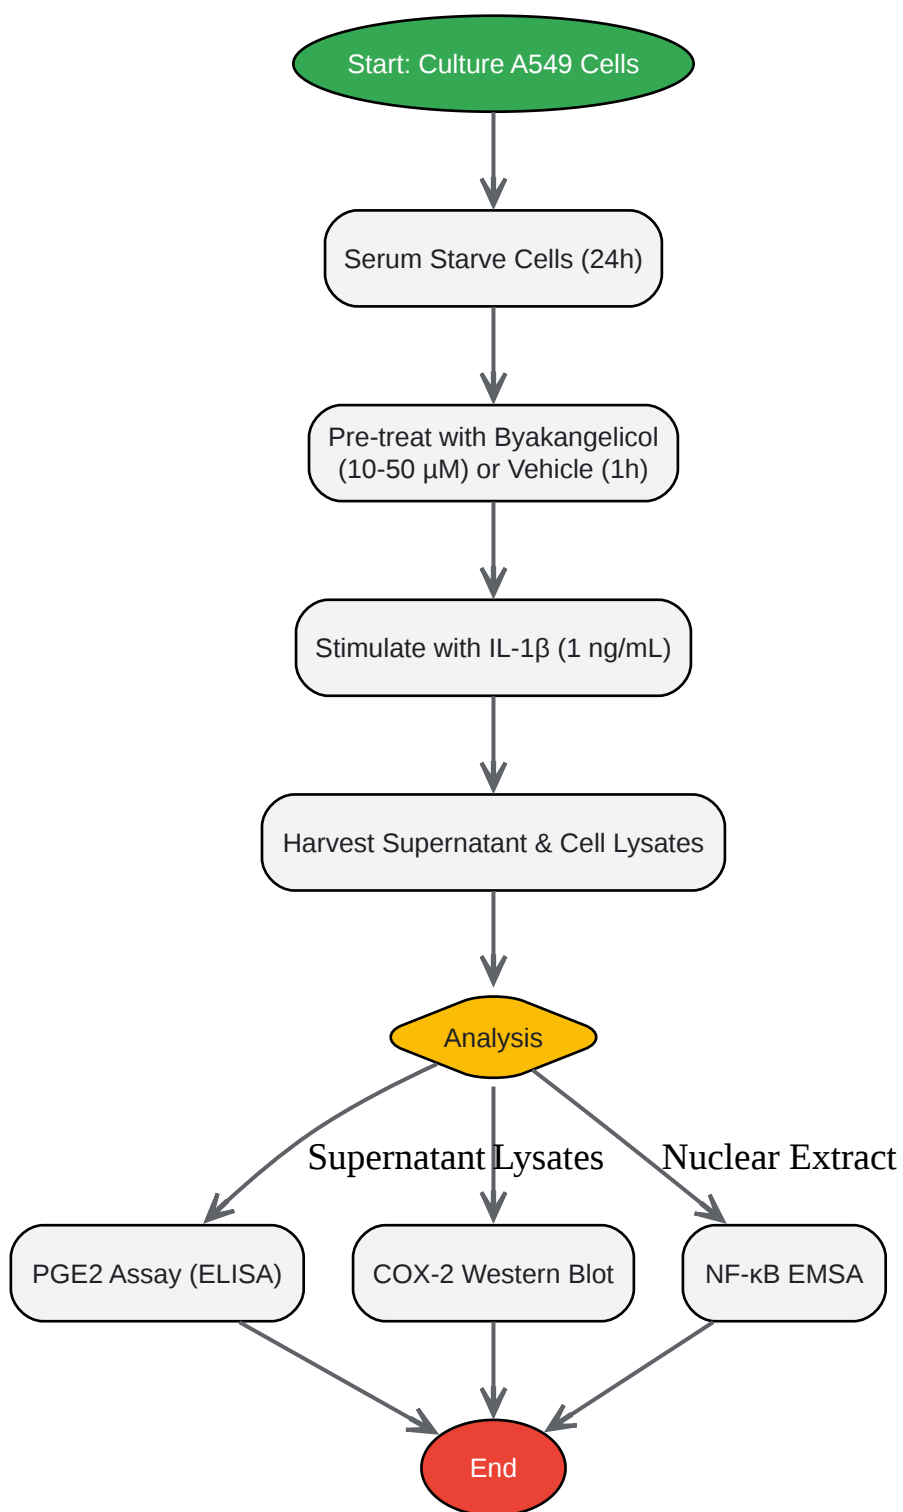 Start: Culture A549 Cells
Serum Starve Cells (24h)
Pre-treat with Byakangelicol
(10-50 µM) or Vehicle (1h)
Stimulate with IL-1β (1 ng/mL)
Harvest Supernatant & Cell Lysates
Analysis
Supernatant
Lysates
Nuclear Extract
PGE2 Assay (ELISA)
COX-2 Western Blot
NF-κB EMSA
End